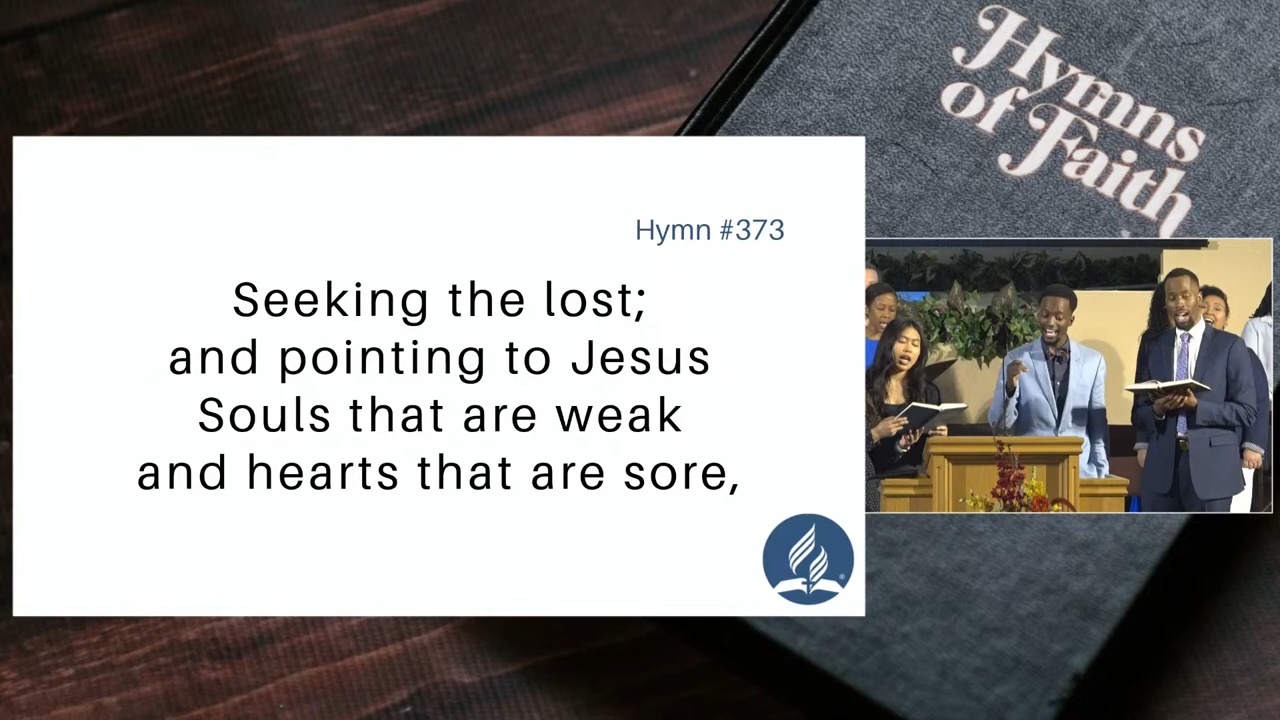 Hymns
of Faith
Hymn #373
Seeking the lost;
and pointing to Jesus
Souls that are weak
and hearts that are sore,
®